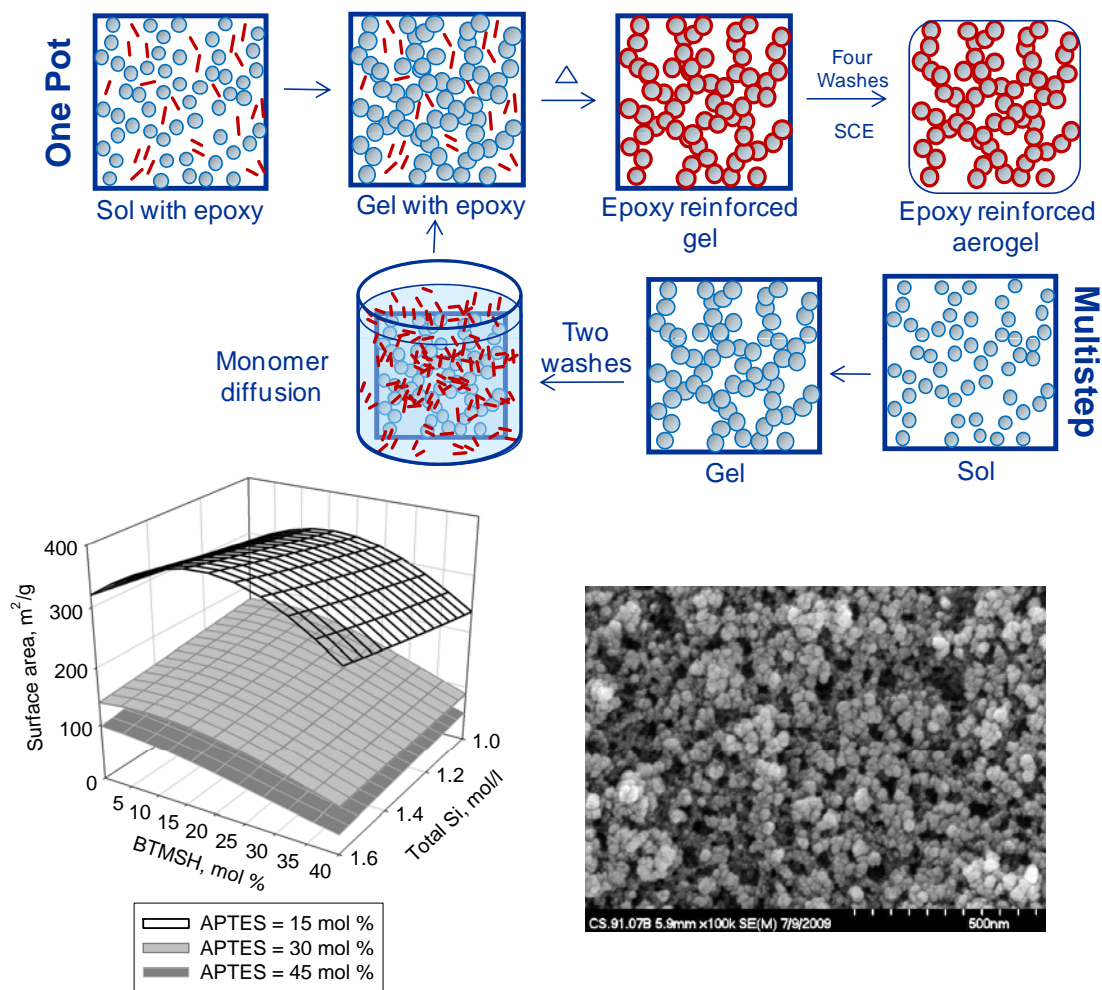 One Pot
Sol with epoxy
Gel with epoxy
△
Epoxy reinforced
gel
Four
Washes
SCE
Epoxy reinforced
aerogel
Monomer
diffusion
Two
washes
Gel
Sol
Multistep
Surface area, m²/g
400
300
200
100
0
5
10
15
20
25
30
35
40
BTMSH, mol %
1.0
1.2
1.4
1.6
Total Si, mol/l
APTES = 15 mol %
APTES = 30 mol %
APTES = 45 mol %
CS.91.07B 5.9mm x100k SE(M) 7/9/2009
500nm